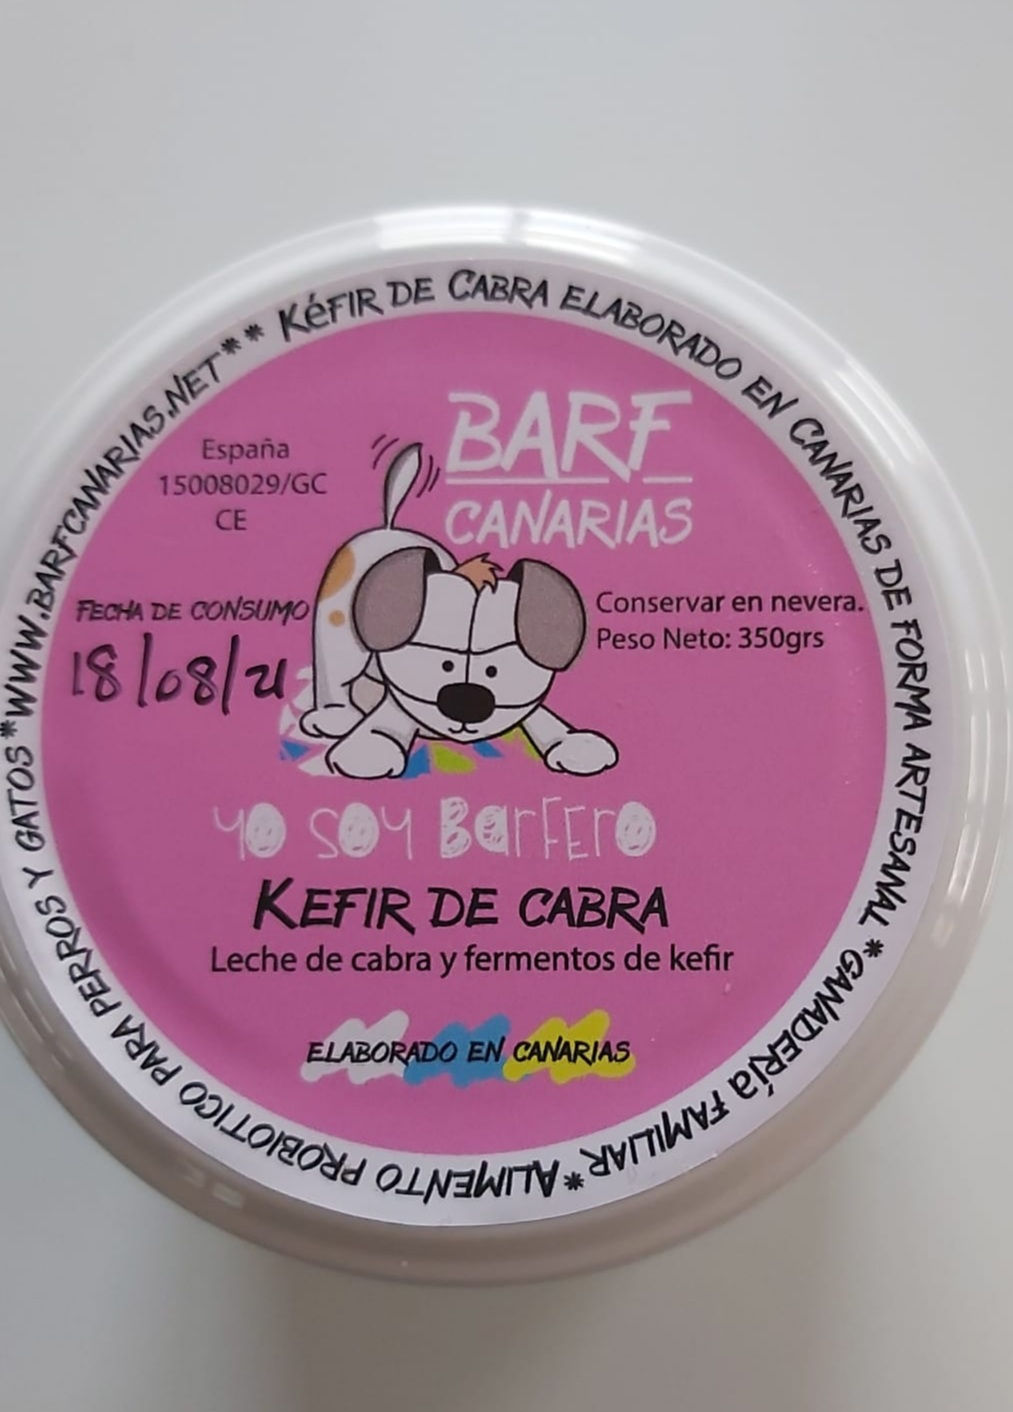 Kéfir de Cabra elaborado en Canarias de forma artesanal *Ganadería familiar*Alimento probiotico para perros y gatos*www.barfcanarias.net**
BARF
CANARIAS
España
15008029/GC
CE
Fecha de consumo
18/08/21
Conservar en nevera.
Peso Neto: 350grs
Yo soy Barfero
Kefir de Cabra
Leche de cabra y fermentos de kefir
Elaborado en Canarias